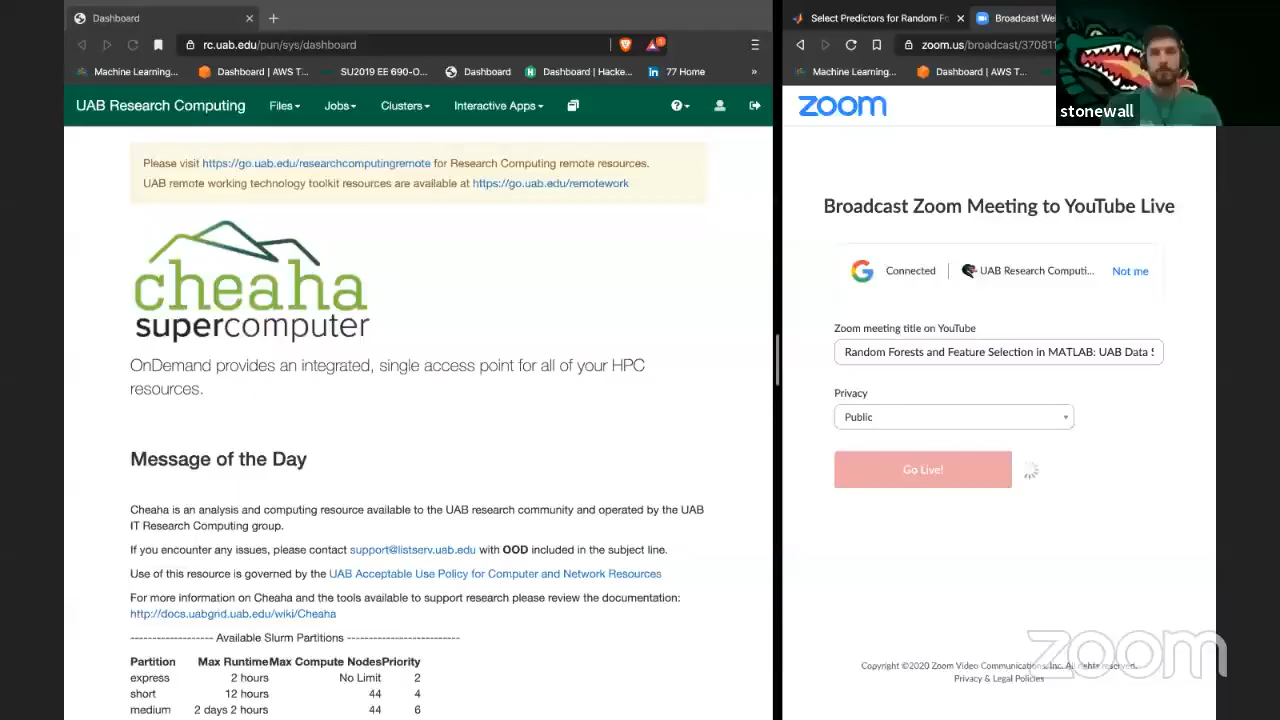 Dashboard
rc.uab.edu/pun/sys/dashboard
Machine Learning... Dashboard | AWS T... SU2019 EE 690-O... Dashboard Dashboard | Hacke... 77 Home »
UAB Research Computing Files Jobs Clusters Interactive Apps
Please visit https://go.uab.edu/researchcomputingremote for Research Computing remote resources.
UAB remote working technology toolkit resources are available at https://go.uab.edu/remotework
cheaha
supercomputer
OnDemand provides an integrated, single access point for all of your HPC
resources.
Message of the Day
Cheaha is an analysis and computing resource available to the UAB research community and operated by the UAB
IT Research Computing group.
If you encounter any issues, please contact support@listserv.uab.edu with OOD included in the subject line.
Use of this resource is governed by the UAB Acceptable Use Policy for Computer and Network Resources
For more information on Cheaha and the tools available to support research please review the documentation:
http://docs.uabgrid.uab.edu/wiki/Cheaha
------------------- Available Slurm Partitions -------------------------
Partition Max Runtime Max Compute Nodes Priority
express 2 hours No Limit 2
short 12 hours 44 4
medium 2 days 2 hours 44 6
Select Predictors for Random Fo
Broadcast We
zoom.us/broadcast/37081
Machine Learning... Dashboard | AWS T...
stonewall
zoom
Broadcast Zoom Meeting to YouTube Live
Connected UAB Research Computi... Not me
Zoom meeting title on YouTube
Random Forests and Feature Selection in MATLAB: UAB Data S
Privacy
Public
Go Live!
Copyright ©2020 Zoom Video Communications, Inc. All rights reserved.
Privacy & Legal Policies
zoom